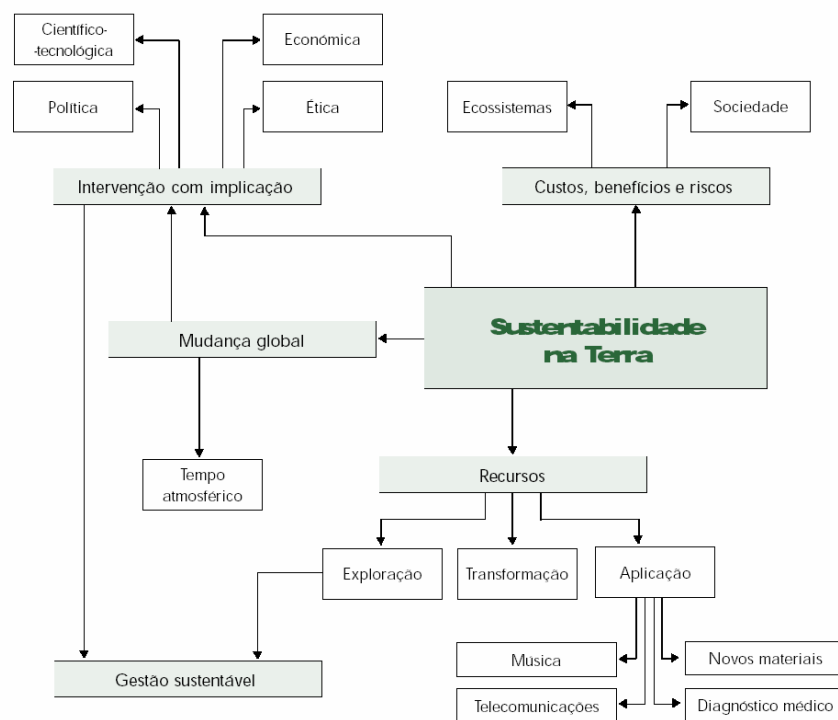 Científico-
-tecnológica
Económica
Política
Ética
Ecossistemas
Sociedade
Intervenção com implicação
Custos, benefícios e riscos
Sustentabilidade
na Terra
Mudança global
Tempo
atmosférico
Recursos
Exploração
Transformação
Aplicação
Música
Novos materiais
Gestão sustentável
Telecomunicações
Diagnóstico médico